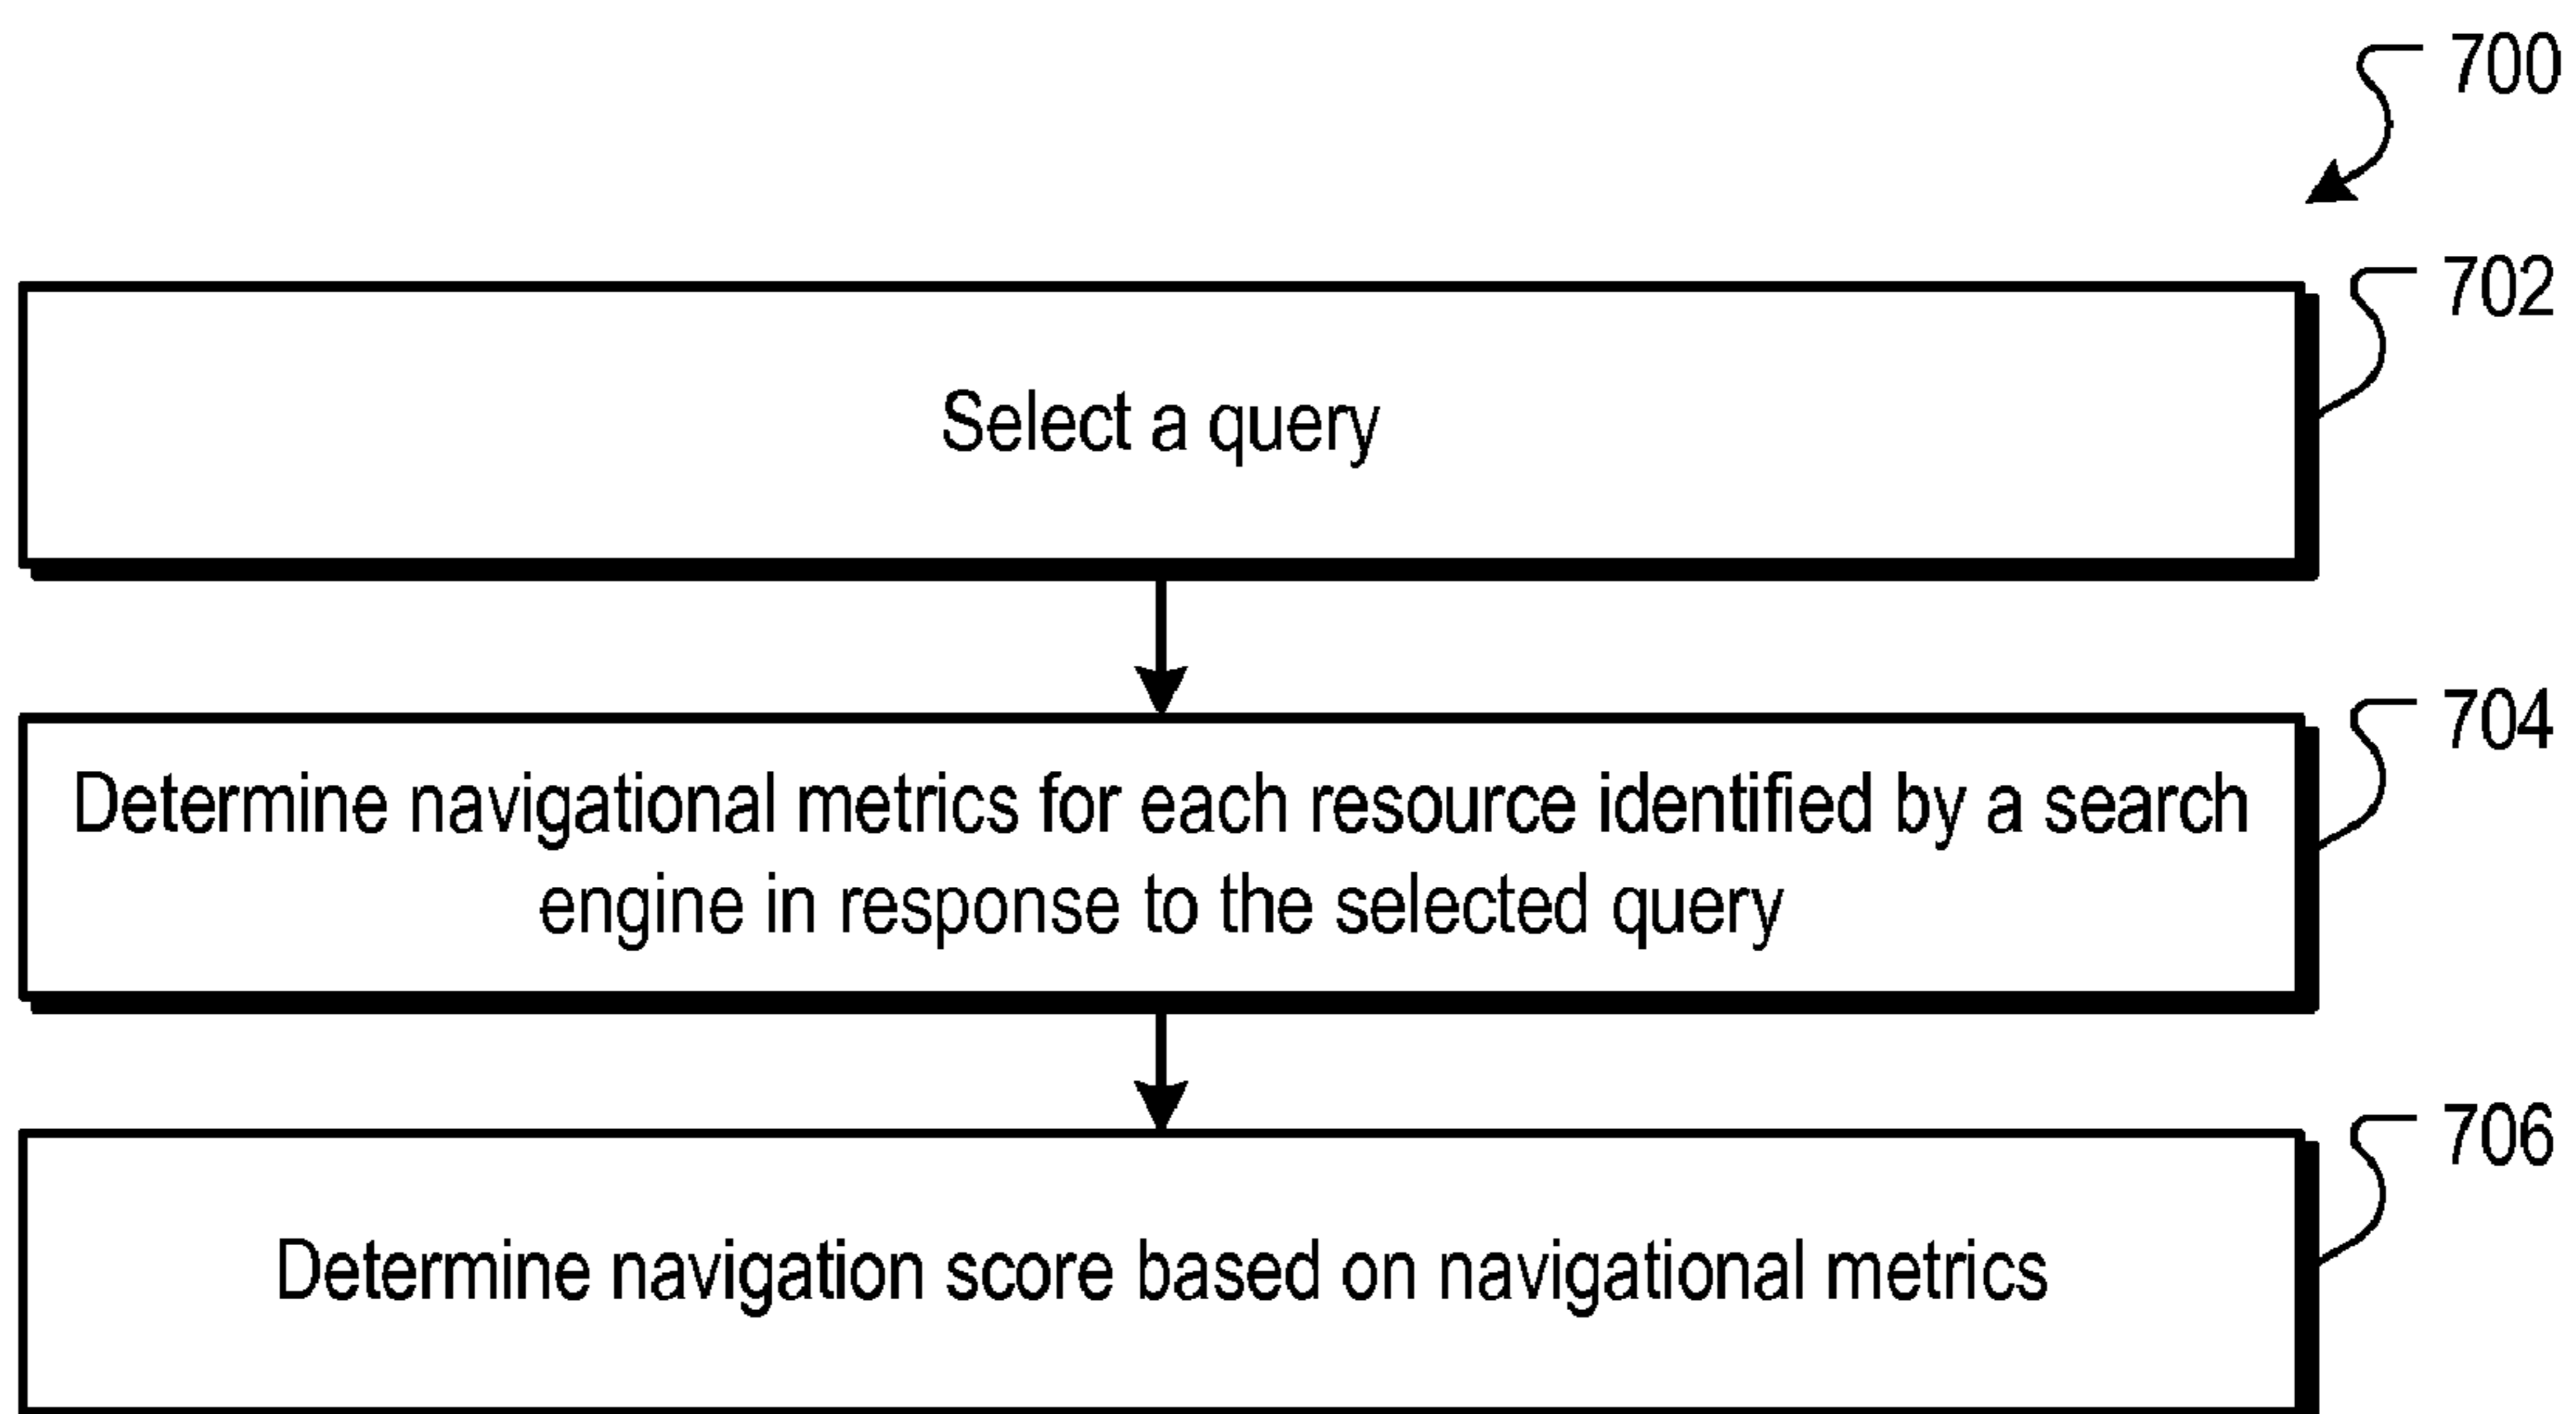 700
702
Select a query
704
Determine navigational metrics for each resource identified by a search
engine in response to the selected query
706
Determine navigation score based on navigational metrics